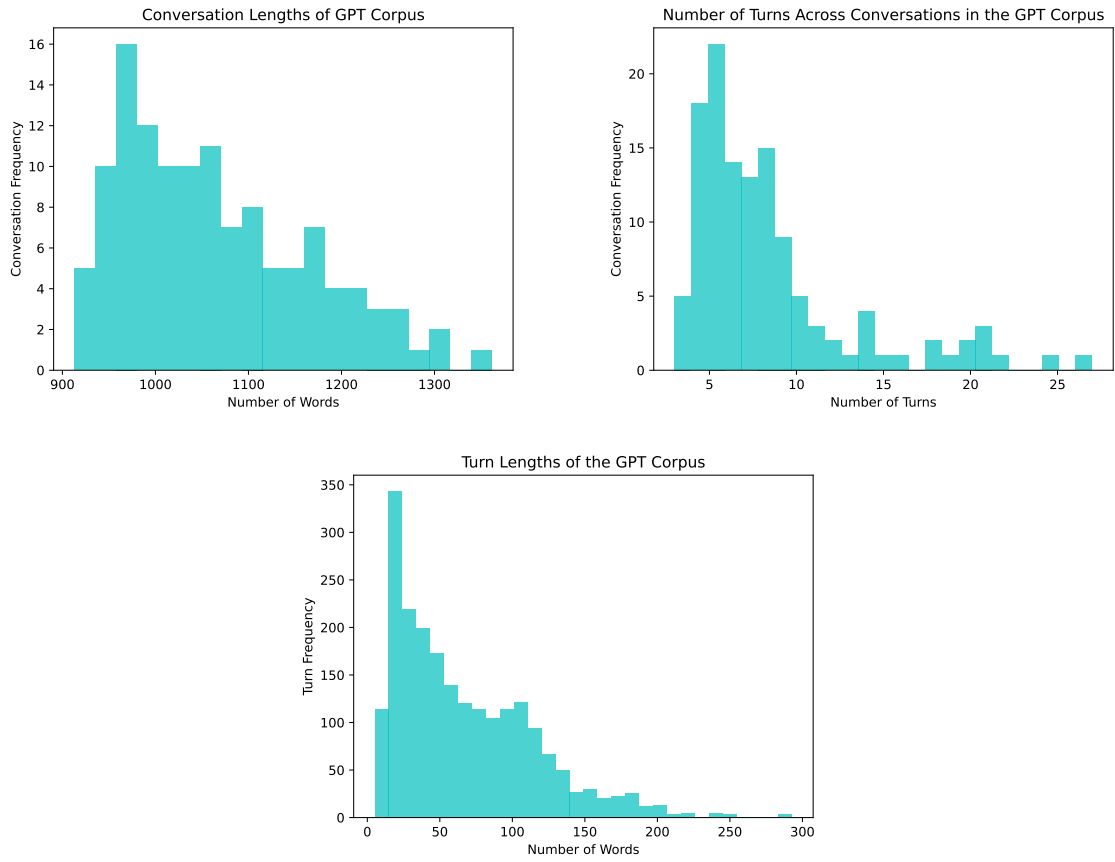 Conversation Lengths of GPT Corpus
16
14
12
10
8
6
4
2
0
Conversation Frequency
900 1000 1100 1200 1300
Number of Words
Number of Turns Across Conversations in the GPT Corpus
20
15
10
5
0
Conversation Frequency
5 10 15 20 25
Number of Turns
Turn Lengths of the GPT Corpus
350
300
250
200
150
100
50
0
Turn Frequency
0 50 100 150 200 250 300
Number of Words